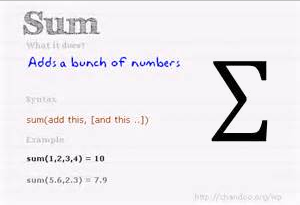 Sum
What it does?
Adds a bunch of numbers
Σ
Syntax
sum(add this, [and this ..])
Example
sum(1,2,3,4) = 10
sum(5.6,2.3) = 7.9
http://chandoo.org/wp